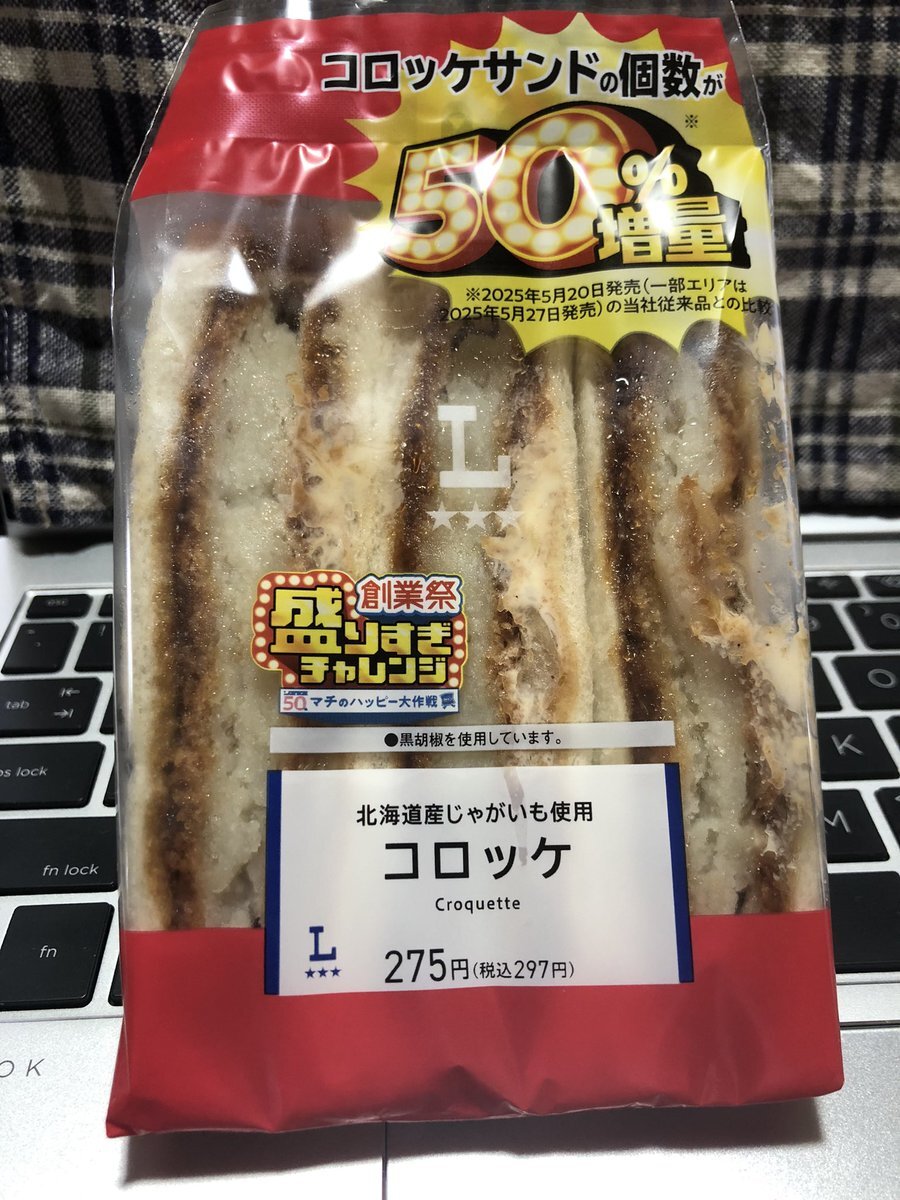 コロッケサンドの個数が
50%増量※
※2025年5月20日発売(一部エリアは
2025年5月27日発売)の当社従来品との比較
L
創業祭
盛りすぎ
チャレンジ
LAWSON 50th マチのハッピー大作戦
●黒胡椒を使用しています。
北海道産じゃがいも使用
コロッケ
Croquette
L
275円(税込297円)
esc
tab
ps lock
fn lock
fn
OK
K
M